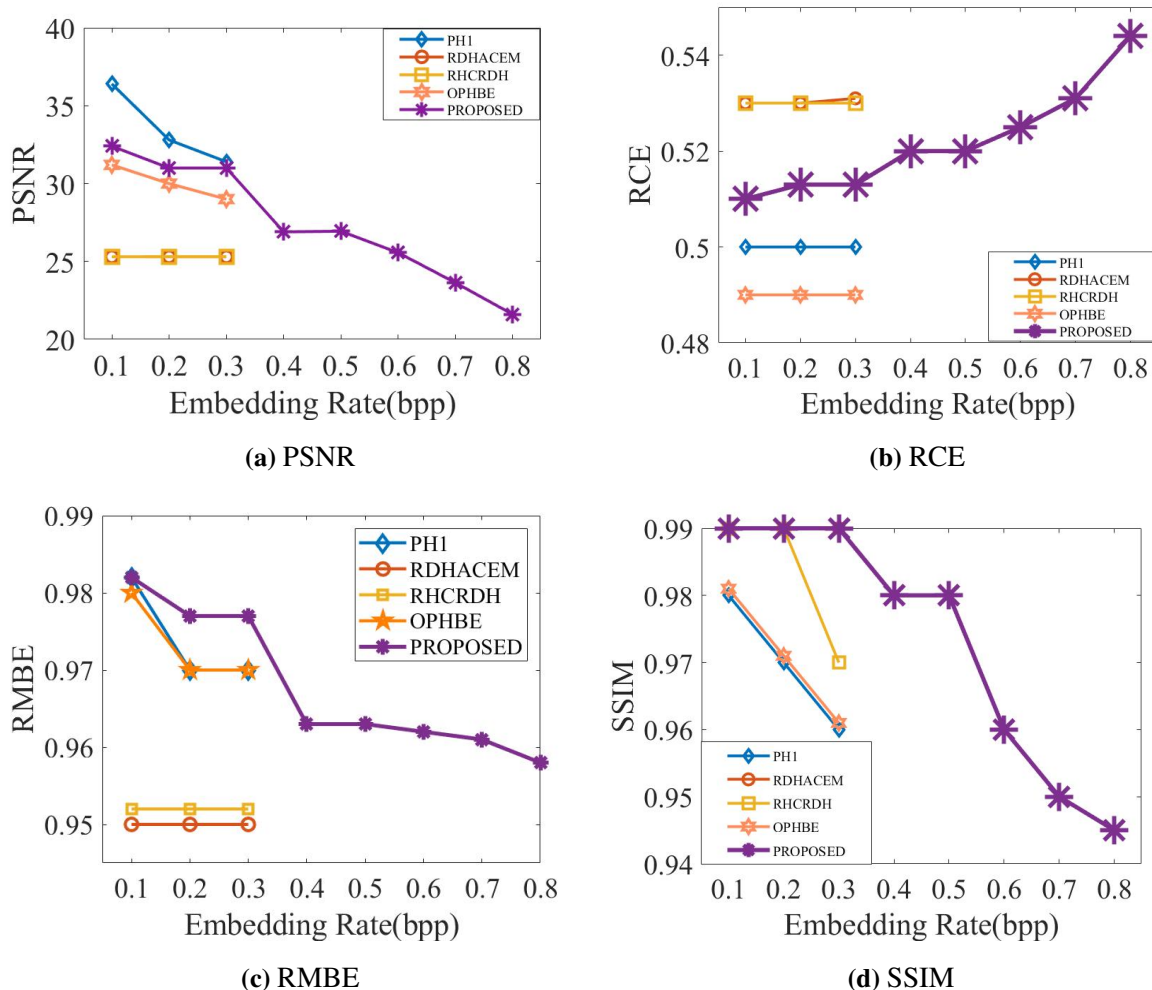 40
35
30
25
20
PSNR
PH1
RDHACEM
RHCRDH
OPHBE
PROPOSED
0.1 0.2 0.3 0.4 0.5 0.6 0.7 0.8
Embedding Rate(bpp)
(a) PSNR
0.54
0.52
0.5
0.48
RCE
PH1
RDHACEM
RHCRDH
OPHBE
PROPOSED
0.1 0.2 0.3 0.4 0.5 0.6 0.7 0.8
Embedding Rate(bpp)
(b) RCE
0.99
0.98
0.97
0.96
0.95
RMBE
PH1
RDHACEM
RHCRDH
OPHBE
PROPOSED
0.1 0.2 0.3 0.4 0.5 0.6 0.7 0.8
Embedding Rate(bpp)
(c) RMBE
0.99
0.98
0.97
0.96
0.95
0.94
SSIM
PH1
RDHACEM
RHCRDH
OPHBE
PROPOSED
0.1 0.2 0.3 0.4 0.5 0.6 0.7 0.8
Embedding Rate(bpp)
(d) SSIM